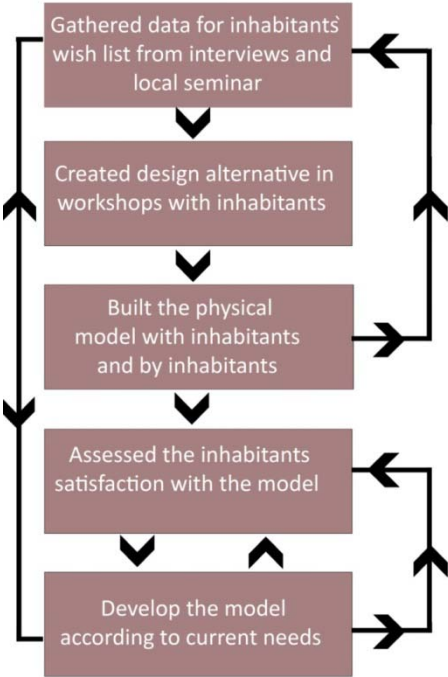 Gathered data for inhabitants`
wish list from interviews and
local seminar
Created design alternative in
workshops with inhabitants
Built the physical
model with inhabitants
and by inhabitants
Assessed the inhabitants
satisfaction with the model
Develop the model
according to current needs